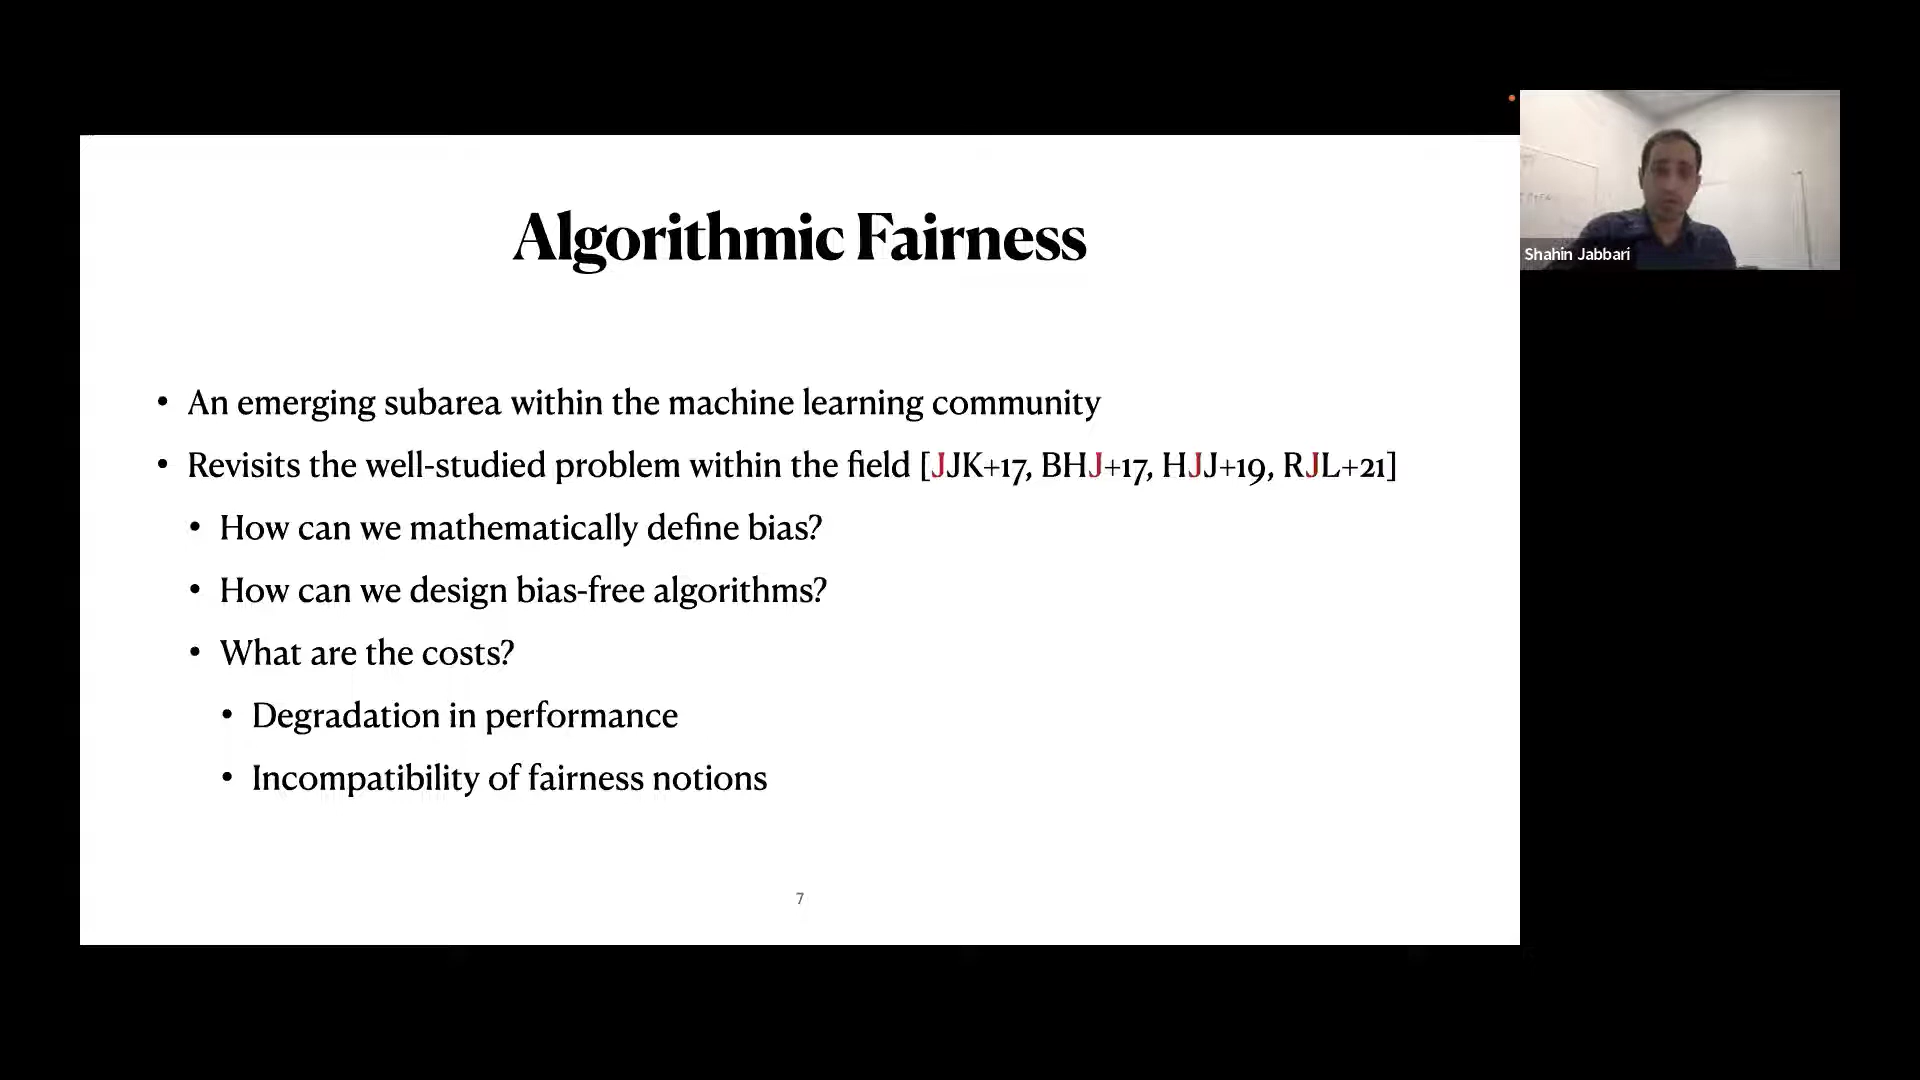 Algorithmic Fairness
• An emerging subarea within the machine learning community
• Revisits the well-studied problem within the field [JJK+17, BHJ+17, HJJ+19, RJL+21]
• How can we mathematically define bias?
• How can we design bias-free algorithms?
• What are the costs?
• Degradation in performance
• Incompatibility of fairness notions
7
Shahin Jabbari